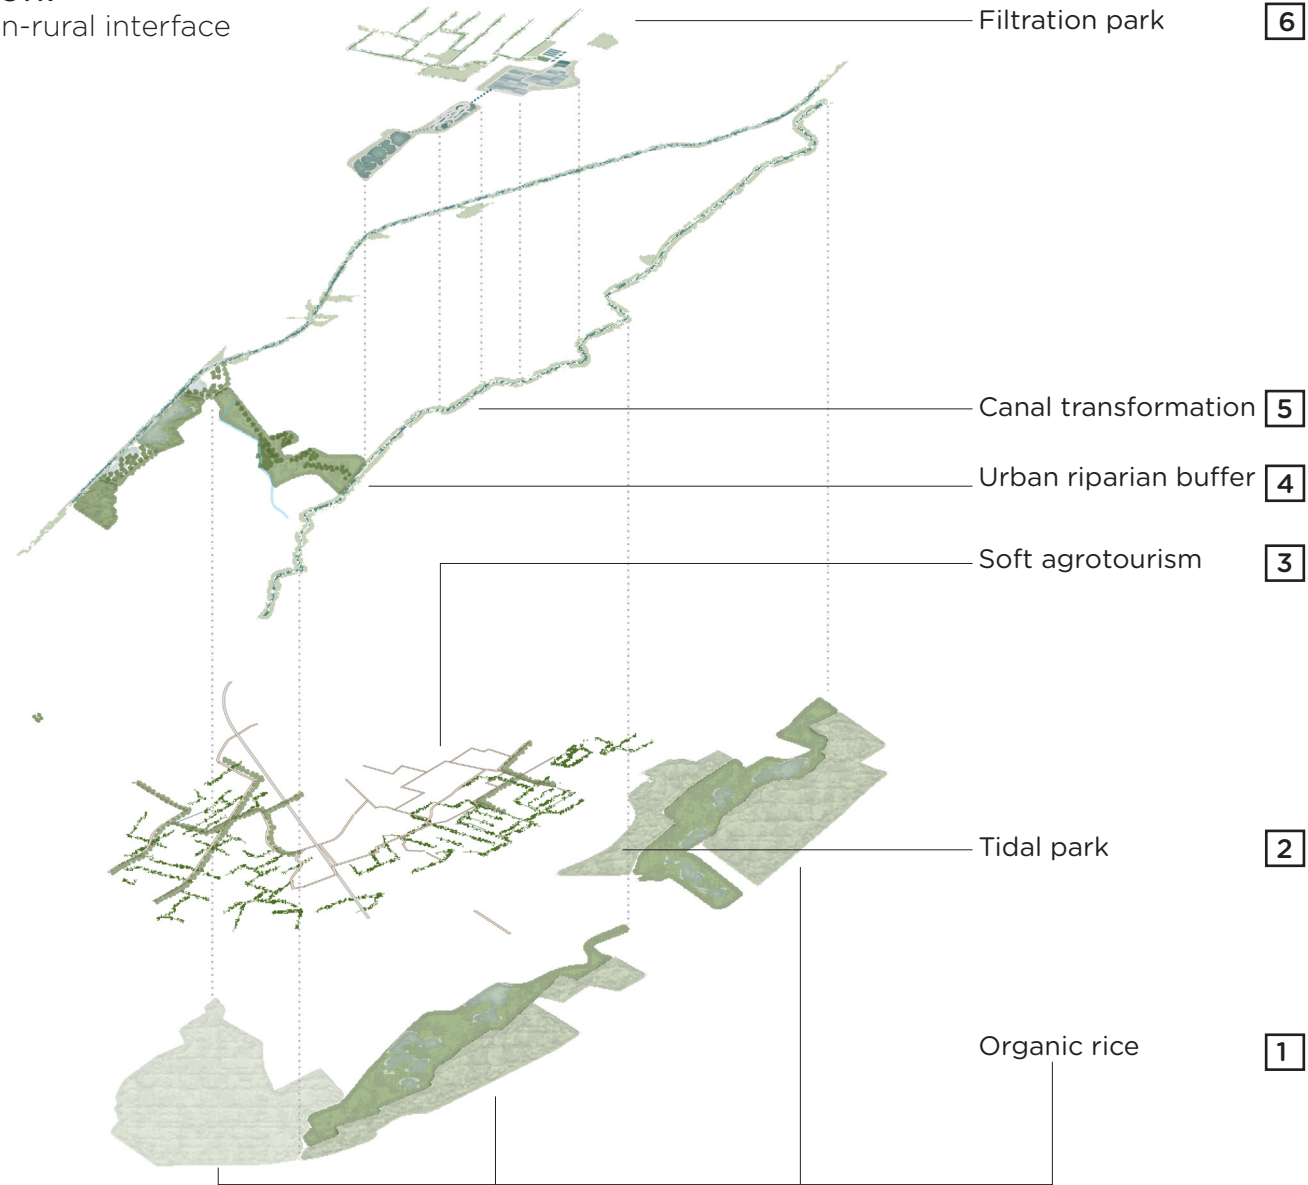 n-rural interface
Filtration park 6
Canal transformation 5
Urban riparian buffer 4
Soft agrotourism 3
Tidal park 2
Organic rice 1